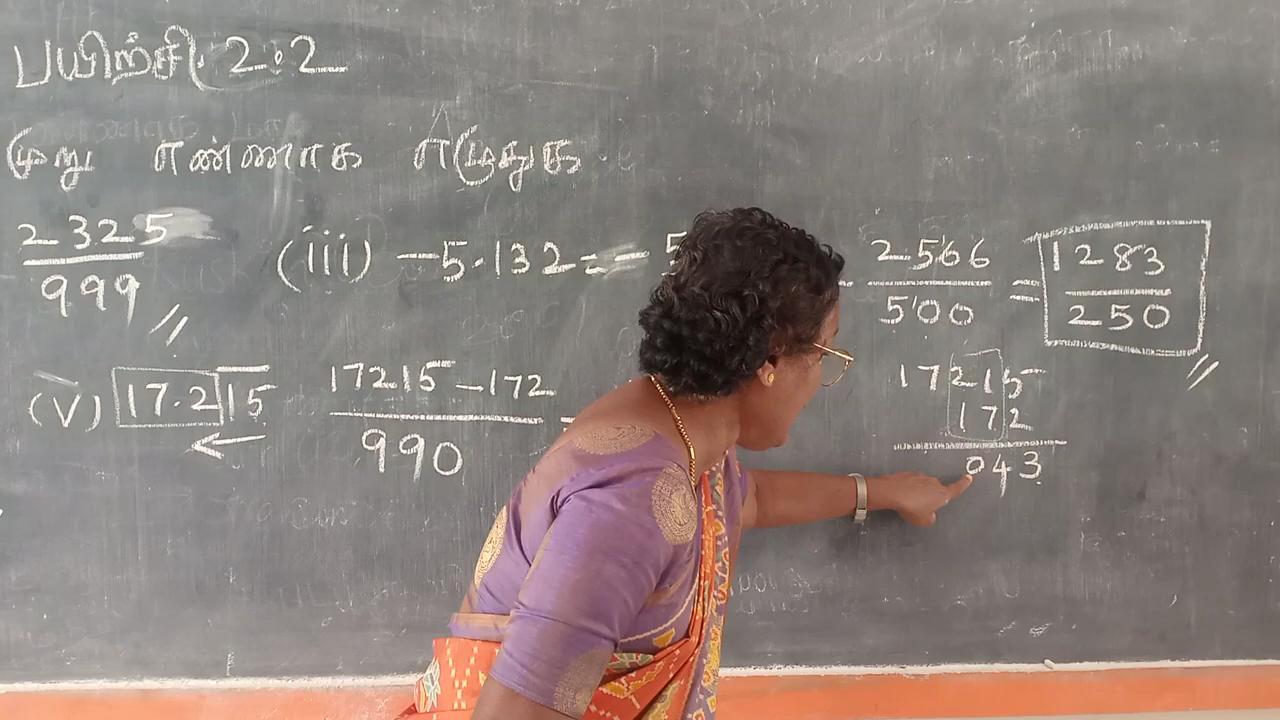 பயிற்சி 2.2
முறு எண்ணாக எழுதுக
2325
999
(iii) -5.132 = - 5
2566
500
= 1283
250
(v) 17.215
17215 - 172
990
=
17215
172
043